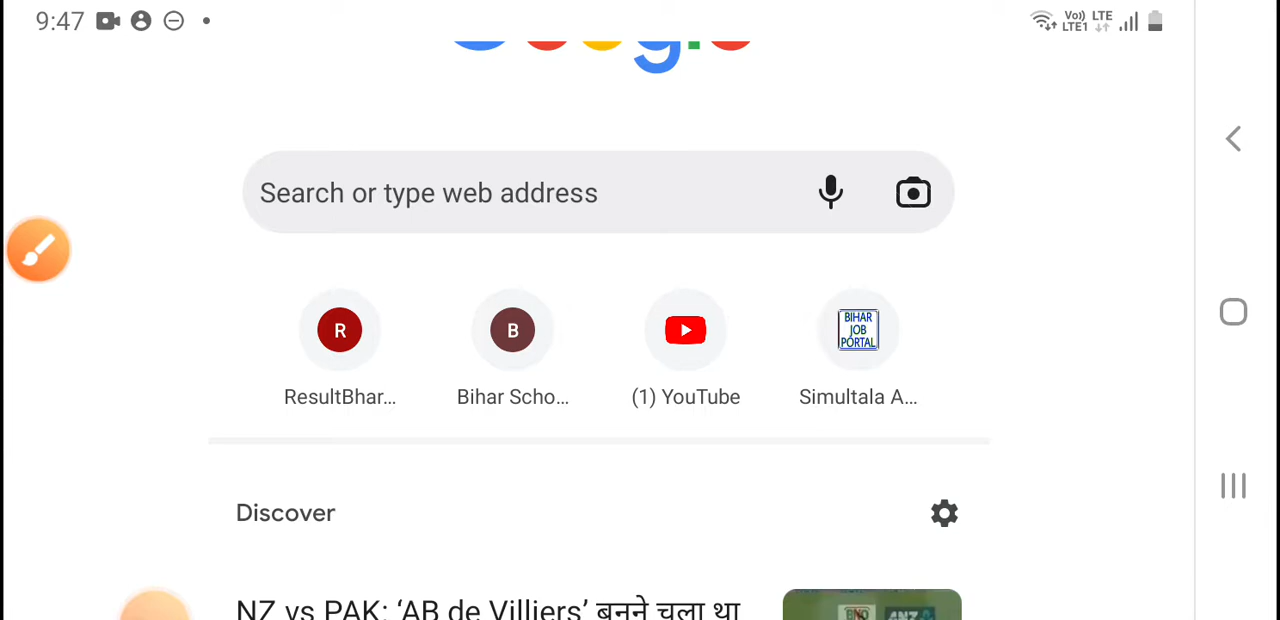 9:47
Vo)) LTE
LTE1
Google
Search or type web address
R
B
BIHAR
JOB
PORTAL
ResultBhar...
Bihar Scho...
(1) YouTube
Simultala A...
Discover
NZ vs PAK: ‘AB de Villiers’ बनने चला था